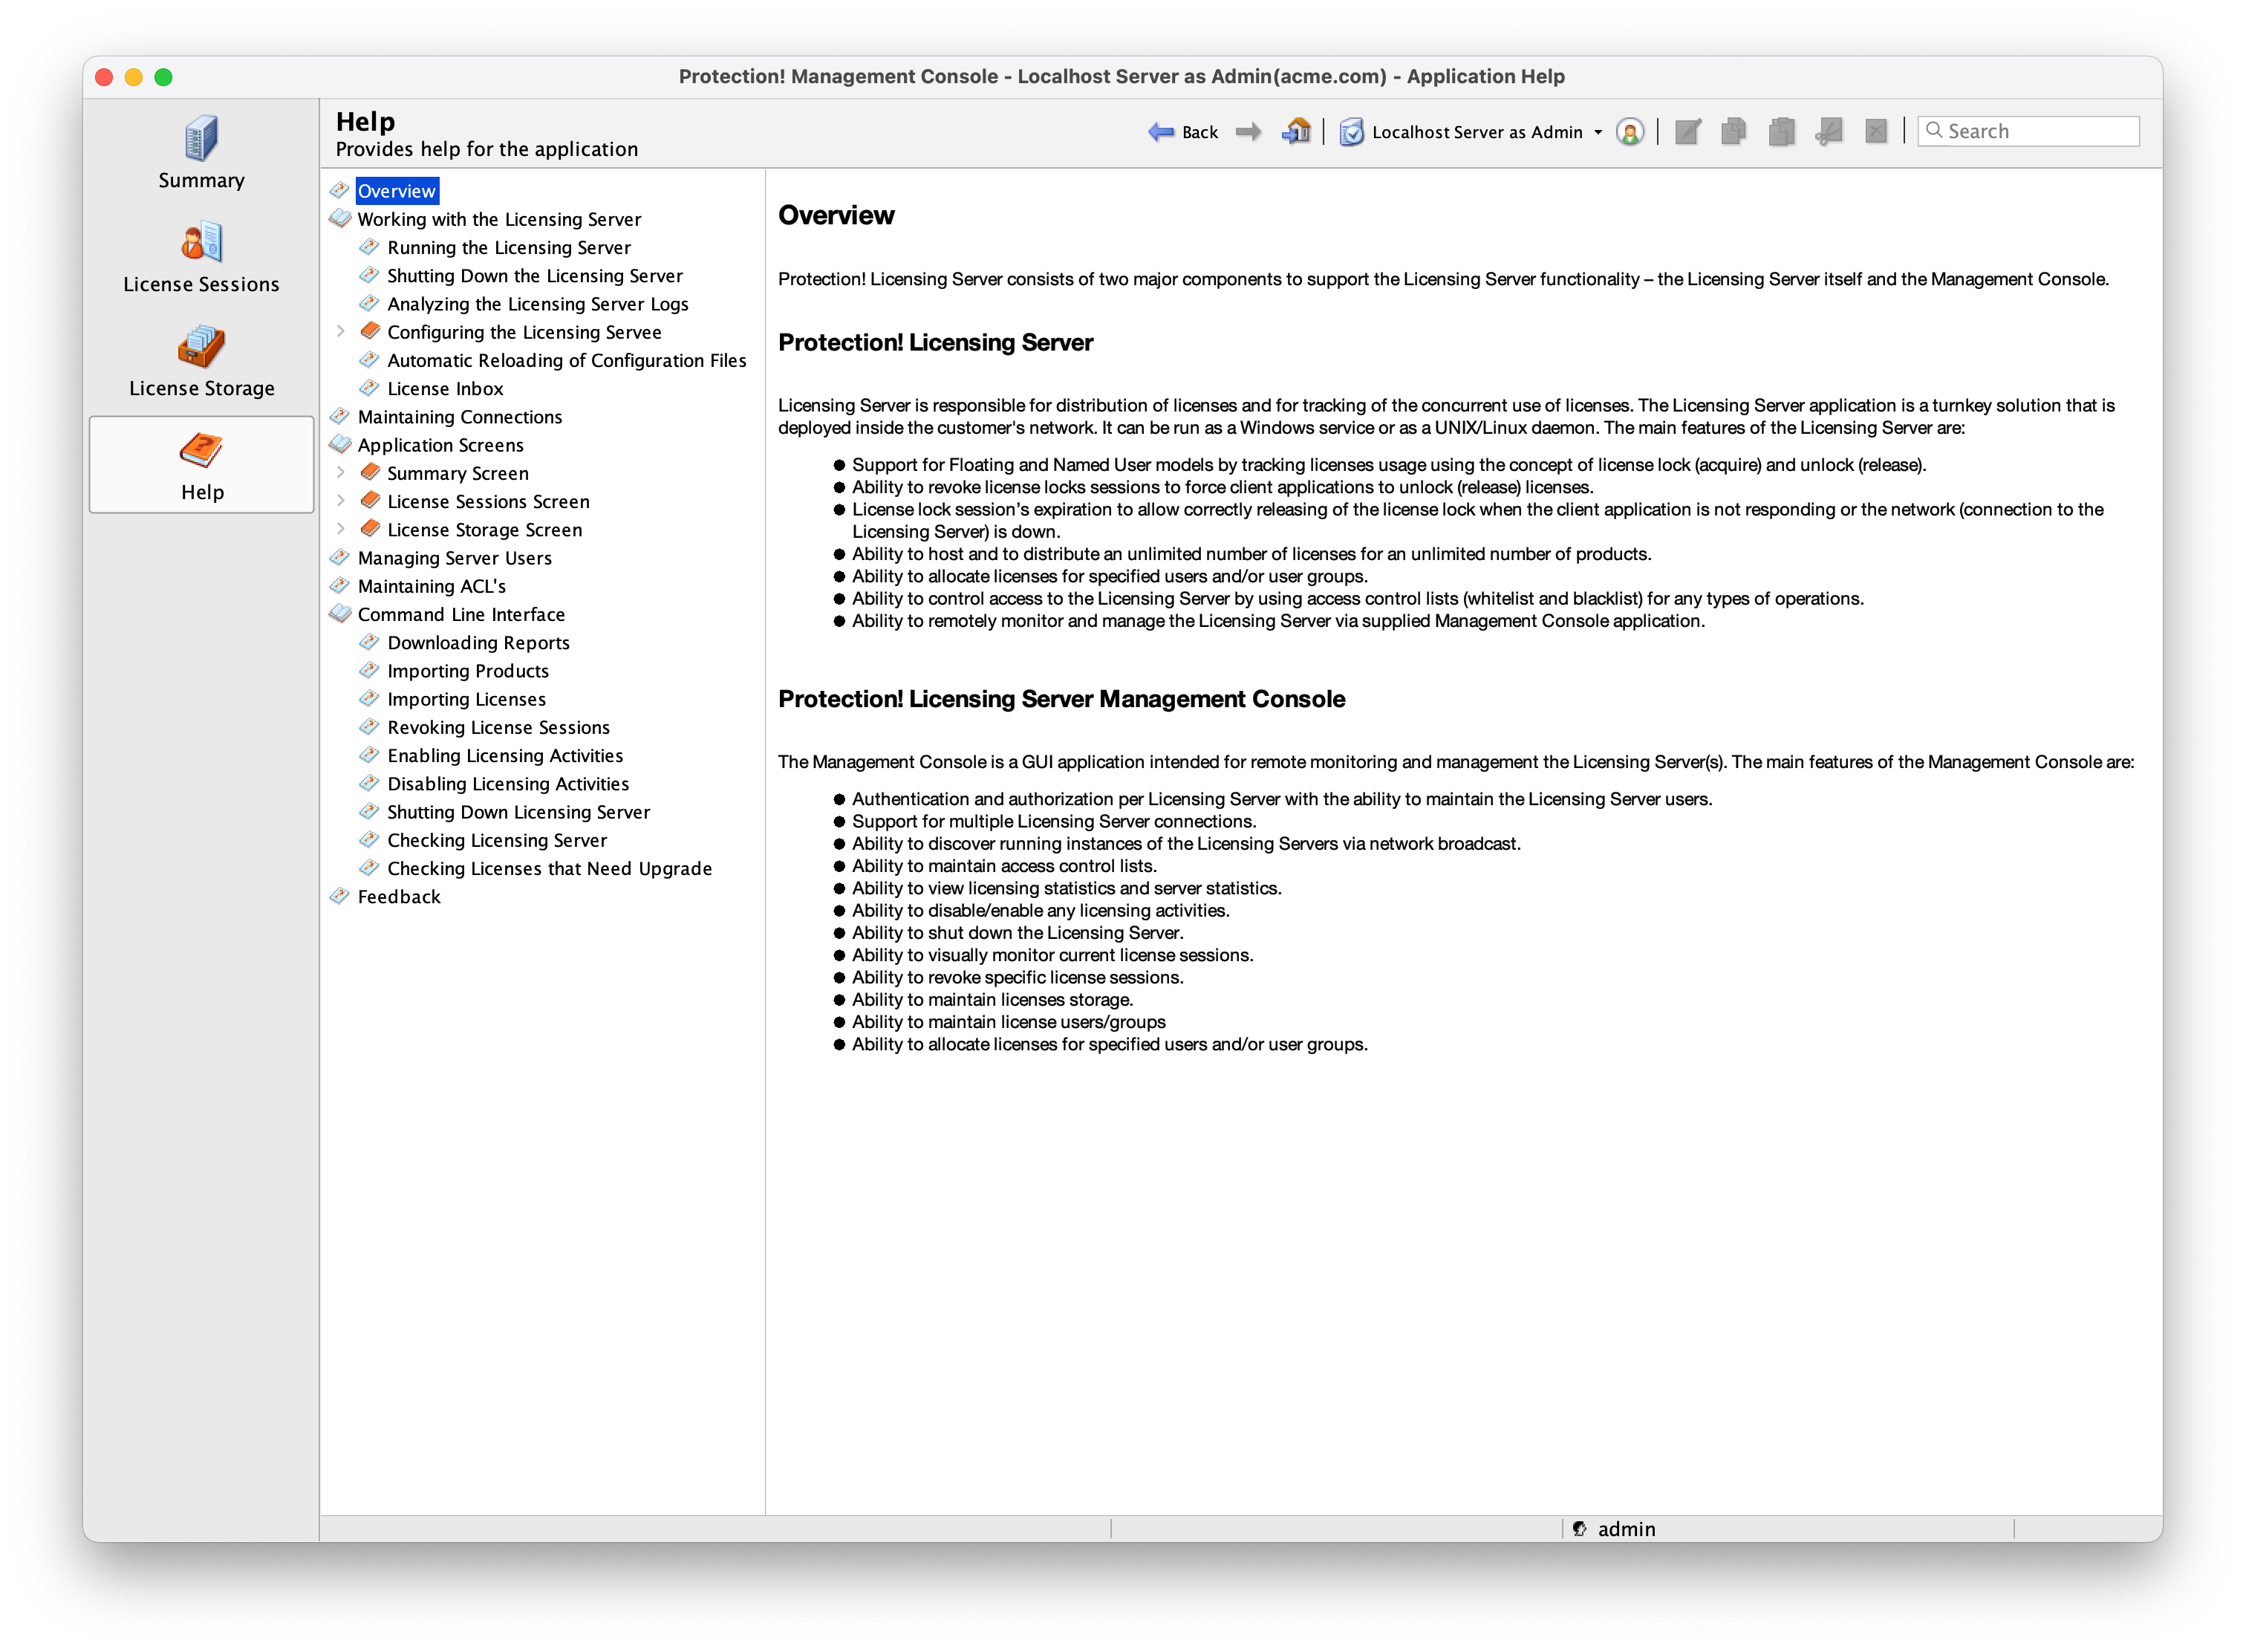 Protection! Management Console - Localhost Server as Admin(acme.com) - Application Help
Summary
License Sessions
License Storage
Help
Help
Provides help for the application
Back
Localhost Server as Admin
Search
Overview
Working with the Licensing Server
Running the Licensing Server
Shutting Down the Licensing Server
Analyzing the Licensing Server Logs
Configuring the Licensing Servee
Automatic Reloading of Configuration Files
License Inbox
Maintaining Connections
Application Screens
Summary Screen
License Sessions Screen
License Storage Screen
Managing Server Users
Maintaining ACL's
Command Line Interface
Downloading Reports
Importing Products
Importing Licenses
Revoking License Sessions
Enabling Licensing Activities
Disabling Licensing Activities
Shutting Down Licensing Server
Checking Licensing Server
Checking Licenses that Need Upgrade
Feedback
Overview
Protection! Licensing Server consists of two major components to support the Licensing Server functionality – the Licensing Server itself and the Management Console.
Protection! Licensing Server
Licensing Server is responsible for distribution of licenses and for tracking of the concurrent use of licenses. The Licensing Server application is a turnkey solution that is
deployed inside the customer's network. It can be run as a Windows service or as a UNIX/Linux daemon. The main features of the Licensing Server are:
● Support for Floating and Named User models by tracking licenses usage using the concept of license lock (acquire) and unlock (release).
● Ability to revoke license locks sessions to force client applications to unlock (release) licenses.
● License lock session’s expiration to allow correctly releasing of the license lock when the client application is not responding or the network (connection to the
Licensing Server) is down.
● Ability to host and to distribute an unlimited number of licenses for an unlimited number of products.
● Ability to allocate licenses for specified users and/or user groups.
● Ability to control access to the Licensing Server by using access control lists (whitelist and blacklist) for any types of operations.
● Ability to remotely monitor and manage the Licensing Server via supplied Management Console application.
Protection! Licensing Server Management Console
The Management Console is a GUI application intended for remote monitoring and management the Licensing Server(s). The main features of the Management Console are:
● Authentication and authorization per Licensing Server with the ability to maintain the Licensing Server users.
● Support for multiple Licensing Server connections.
● Ability to discover running instances of the Licensing Servers via network broadcast.
● Ability to maintain access control lists.
● Ability to view licensing statistics and server statistics.
● Ability to disable/enable any licensing activities.
● Ability to shut down the Licensing Server.
● Ability to visually monitor current license sessions.
● Ability to revoke specific license sessions.
● Ability to maintain licenses storage.
● Ability to maintain license users/groups
● Ability to allocate licenses for specified users and/or user groups.
admin